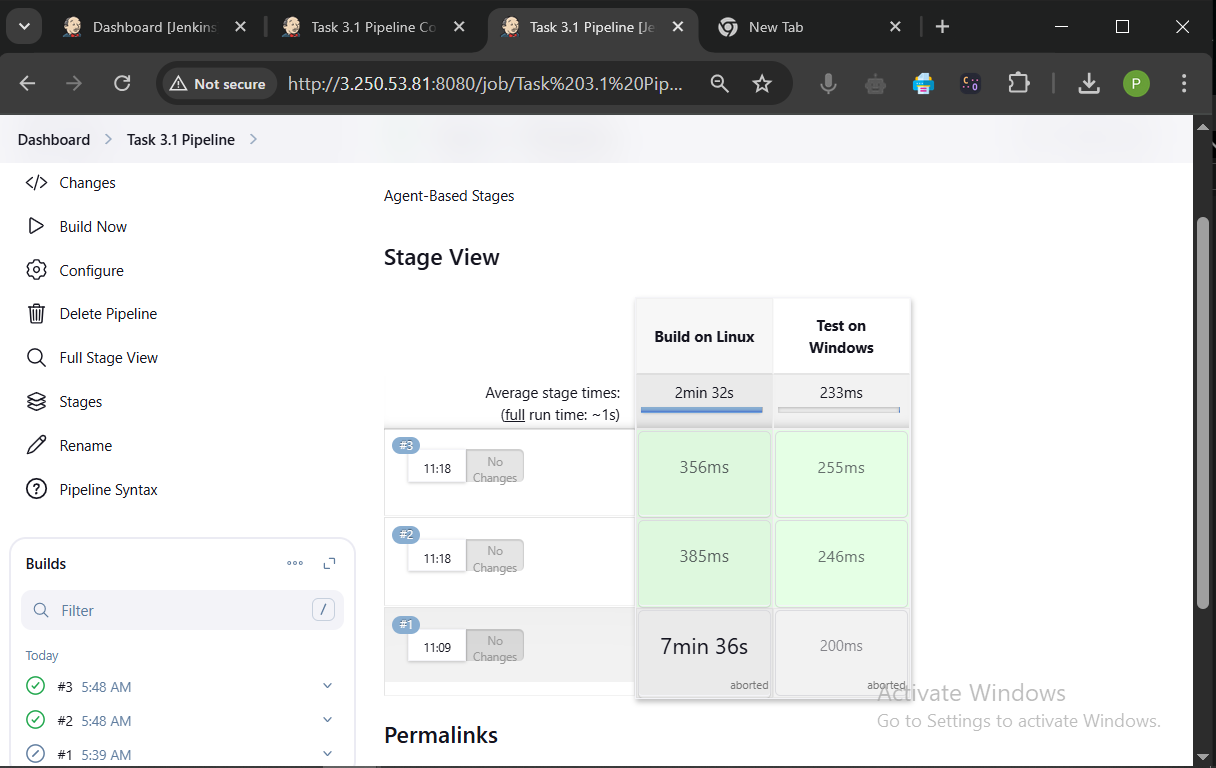 Dashboard [Jenkins
Task 3.1 Pipeline Co
Task 3.1 Pipeline [Je
New Tab
Not secure
http://3.250.53.81:8080/job/Task%203.1%20Pip...
P
Dashboard
Task 3.1 Pipeline
Changes
Build Now
Configure
Delete Pipeline
Full Stage View
Stages
Rename
Pipeline Syntax
Builds
Filter
/
Today
#3 5:48 AM
#2 5:48 AM
#1 5:39 AM
Agent-Based Stages
Stage View
Build on Linux
Test on
Windows
Average stage times:
(full run time: ~1s)
2min 32s
233ms
#3
11:18
No
Changes
356ms
255ms
#2
11:18
No
Changes
385ms
246ms
#1
11:09
No
Changes
7min 36s
aborted
200ms
aborted
Permalinks
Activate Windows
Go to Settings to activate Windows.